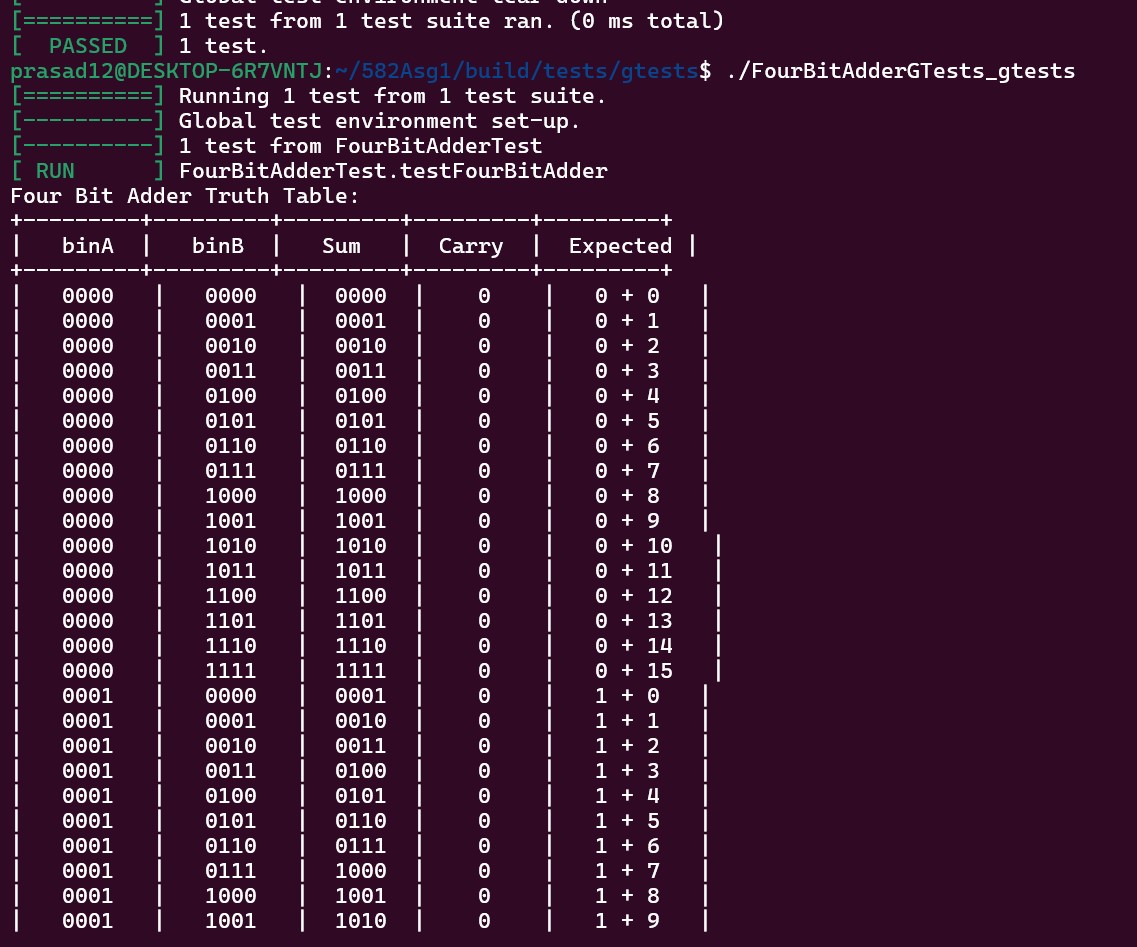 Global test environment tear-down
[==========] 1 test from 1 test suite ran. (0 ms total)
[  PASSED  ] 1 test.
prasad12@DESKTOP-6R7VNTJ:~/582Asg1/build/tests/gtests$ ./FourBitAdderGTests_gtests
[==========] Running 1 test from 1 test suite.
[----------] Global test environment set-up.
[----------] 1 test from FourBitAdderTest
[ RUN      ] FourBitAdderTest.testFourBitAdder
Four Bit Adder Truth Table:
+---------+---------+---------+---------+---------+
|   binA  |   binB  |   Sum   |  Carry  |  Expected |
+---------+---------+---------+---------+---------+
|   0000   |   0000   |  0000  |    0    |   0 + 0   |
|   0000   |   0001   |  0001  |    0    |   0 + 1   |
|   0000   |   0010   |  0010  |    0    |   0 + 2   |
|   0000   |   0011   |  0011  |    0    |   0 + 3   |
|   0000   |   0100   |  0100  |    0    |   0 + 4   |
|   0000   |   0101   |  0101  |    0    |   0 + 5   |
|   0000   |   0110   |  0110  |    0    |   0 + 6   |
|   0000   |   0111   |  0111  |    0    |   0 + 7   |
|   0000   |   1000   |  1000  |    0    |   0 + 8   |
|   0000   |   1001   |  1001  |    0    |   0 + 9   |
|   0000   |   1010   |  1010  |    0    |   0 + 10   |
|   0000   |   1011   |  1011  |    0    |   0 + 11   |
|   0000   |   1100   |  1100  |    0    |   0 + 12   |
|   0000   |   1101   |  1101  |    0    |   0 + 13   |
|   0000   |   1110   |  1110  |    0    |   0 + 14   |
|   0000   |   1111   |  1111  |    0    |   0 + 15   |
|   0001   |   0000   |  0001  |    0    |   1 + 0   |
|   0001   |   0001   |  0010  |    0    |   1 + 1   |
|   0001   |   0010   |  0011  |    0    |   1 + 2   |
|   0001   |   0011   |  0100  |    0    |   1 + 3   |
|   0001   |   0100   |  0101  |    0    |   1 + 4   |
|   0001   |   0101   |  0110  |    0    |   1 + 5   |
|   0001   |   0110   |  0111  |    0    |   1 + 6   |
|   0001   |   0111   |  1000  |    0    |   1 + 7   |
|   0001   |   1000   |  1001  |    0    |   1 + 8   |
|   0001   |   1001   |  1010  |    0    |   1 + 9   |